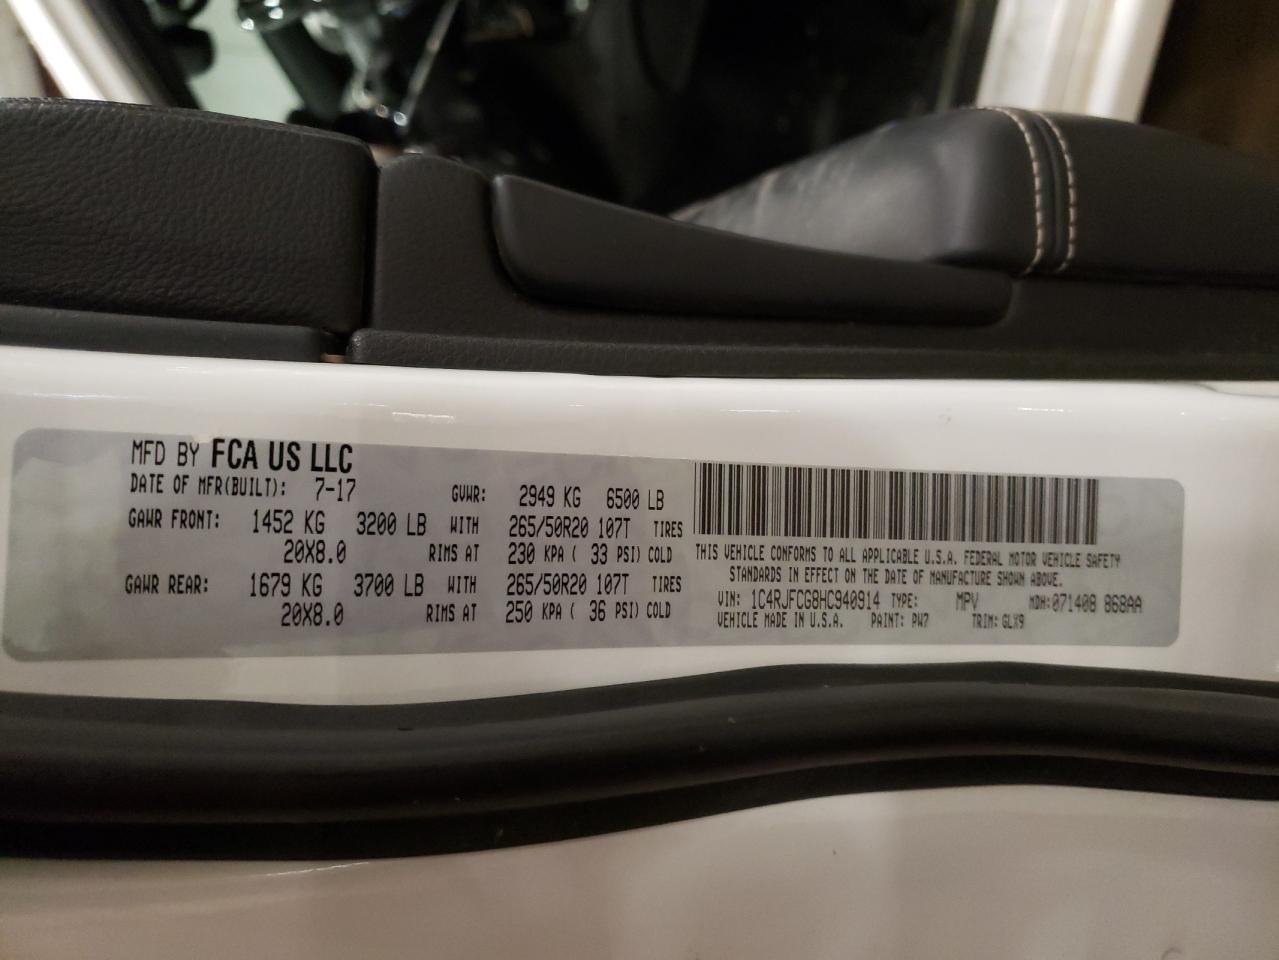 MFD BY FCA US LLC
DATE OF MFR(BUILT): 7-17 GVWR: 2949 KG 6500 LB
GAWR FRONT: 1452 KG 3200 LB WITH 265/50R20 107T TIRES
20X8.0 RIMS AT 230 KPA ( 33 PSI) COLD
GAWR REAR: 1679 KG 3700 LB WITH 265/50R20 107T TIRES
20X8.0 RIMS AT 250 KPA ( 36 PSI) COLD
THIS VEHICLE CONFORMS TO ALL APPLICABLE U.S.A. FEDERAL MOTOR VEHICLE SAFETY
STANDARDS IN EFFECT ON THE DATE OF MANUFACTURE SHOWN ABOVE.
VIN: 1C4RJFCG8HC940914 TYPE: MPV MDH:071408 868AA
VEHICLE MADE IN U.S.A. PAINT: PW7 TRIM: GLX9